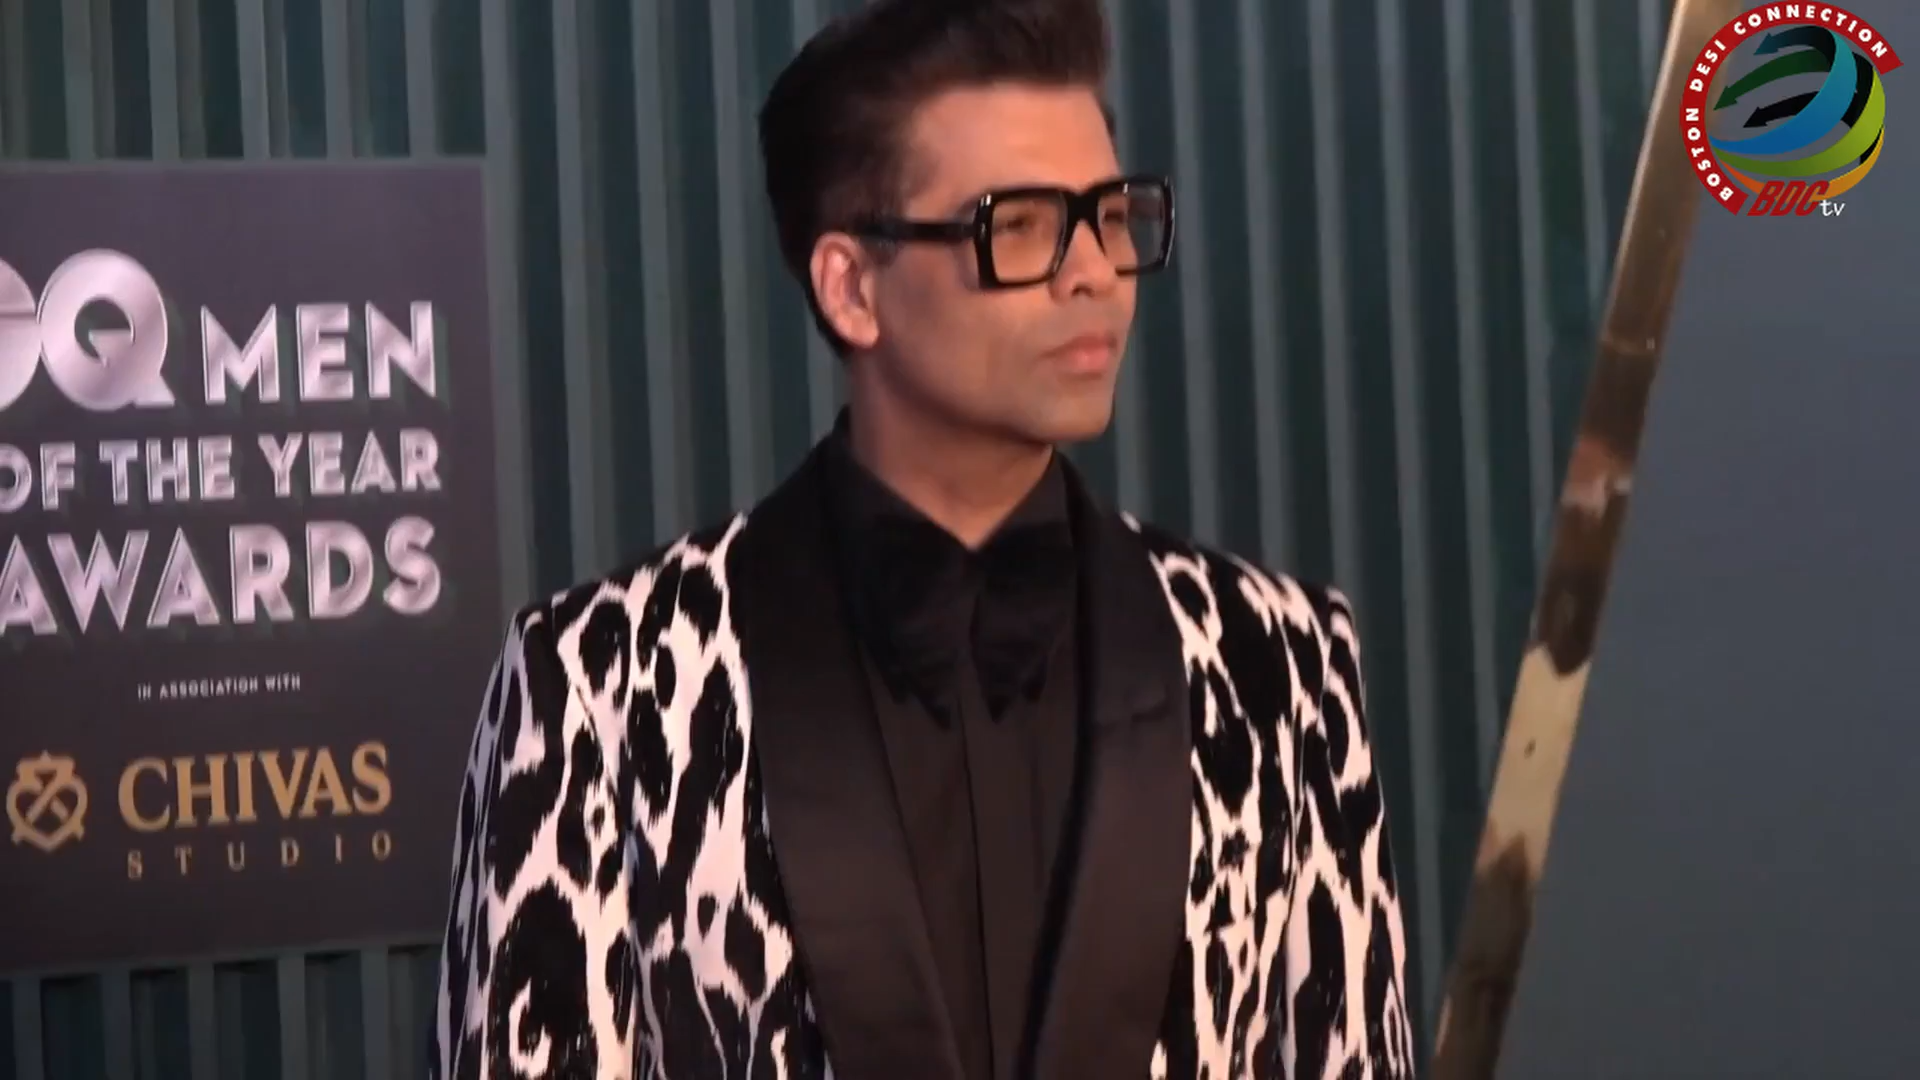 GQ MEN
OF THE YEAR
AWARDS
IN ASSOCIATION WITH
CHIVAS
STUDIO
BOSTON DESI CONNECTION
BDC tv